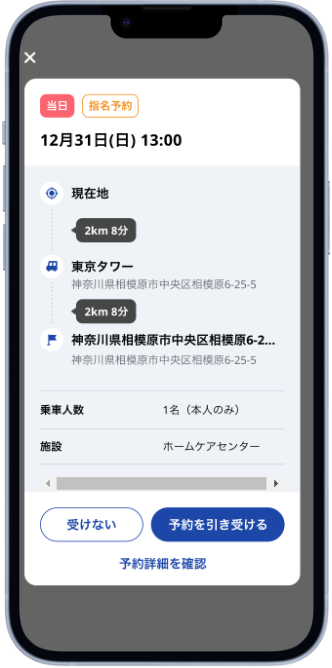 当日 指名予約
12月31日(日) 13:00
現在地
2km 8分
東京タワー
神奈川県相模原市中央区相模原6-25-5
2km 8分
神奈川県相模原市中央区相模原6-2...
神奈川県相模原市中央区相模原6-25-5
乗車人数 1名（本人のみ）
施設 ホームケアセンター
受けない 予約を引き受ける
予約詳細を確認